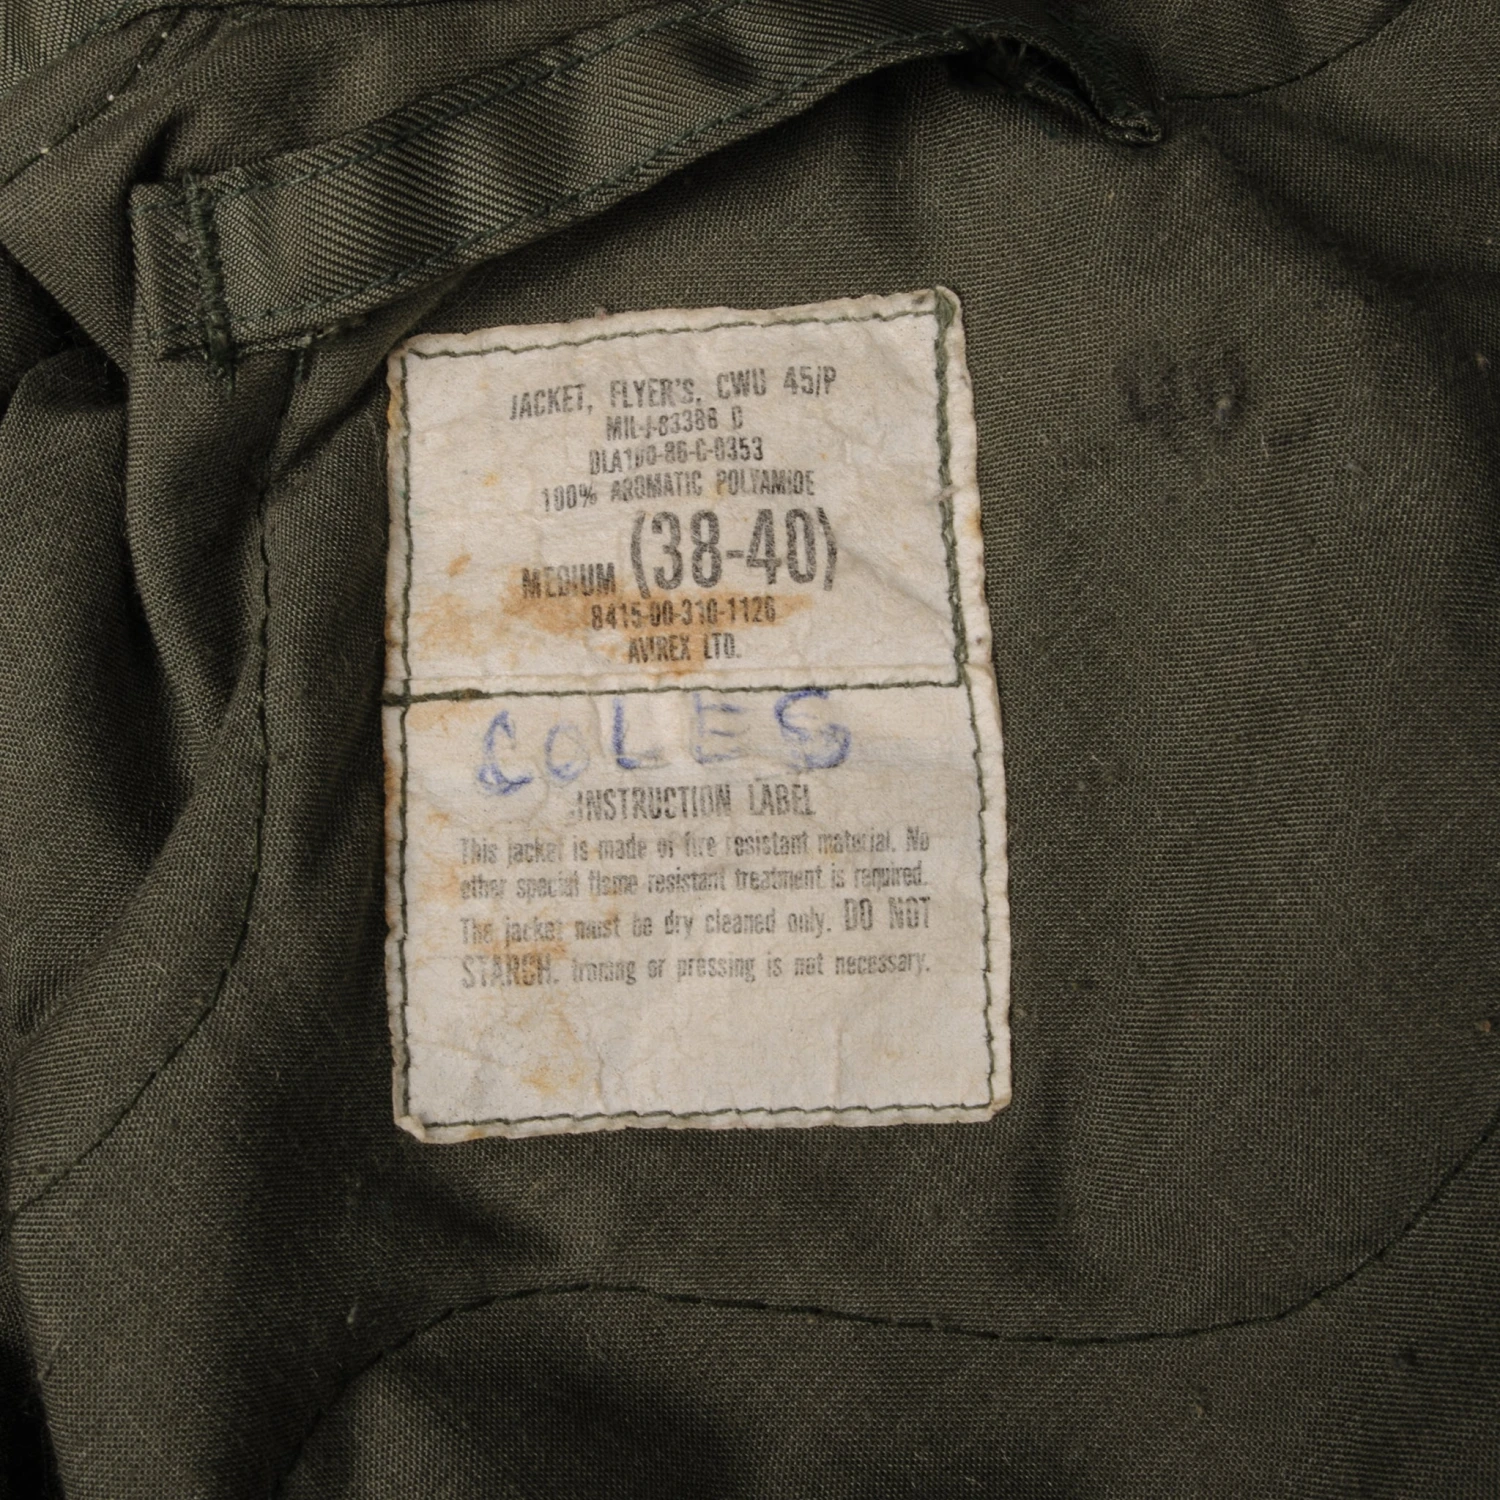 JACKET, FLYER'S, CWU 45/P
MIL-J-83388 D
DLA100-86-C-0353
100% AROMATIC POLYAMIDE
MEDIUM (38-40)
8415-00-310-1126
AVIREX LTD.
COLES
INSTRUCTION LABEL
This jacket is made of fire resistant material. No
other special flame resistant treatment is required.
The jacket must be dry cleaned only. DO NOT
STARCH. Ironing or pressing is not necessary.